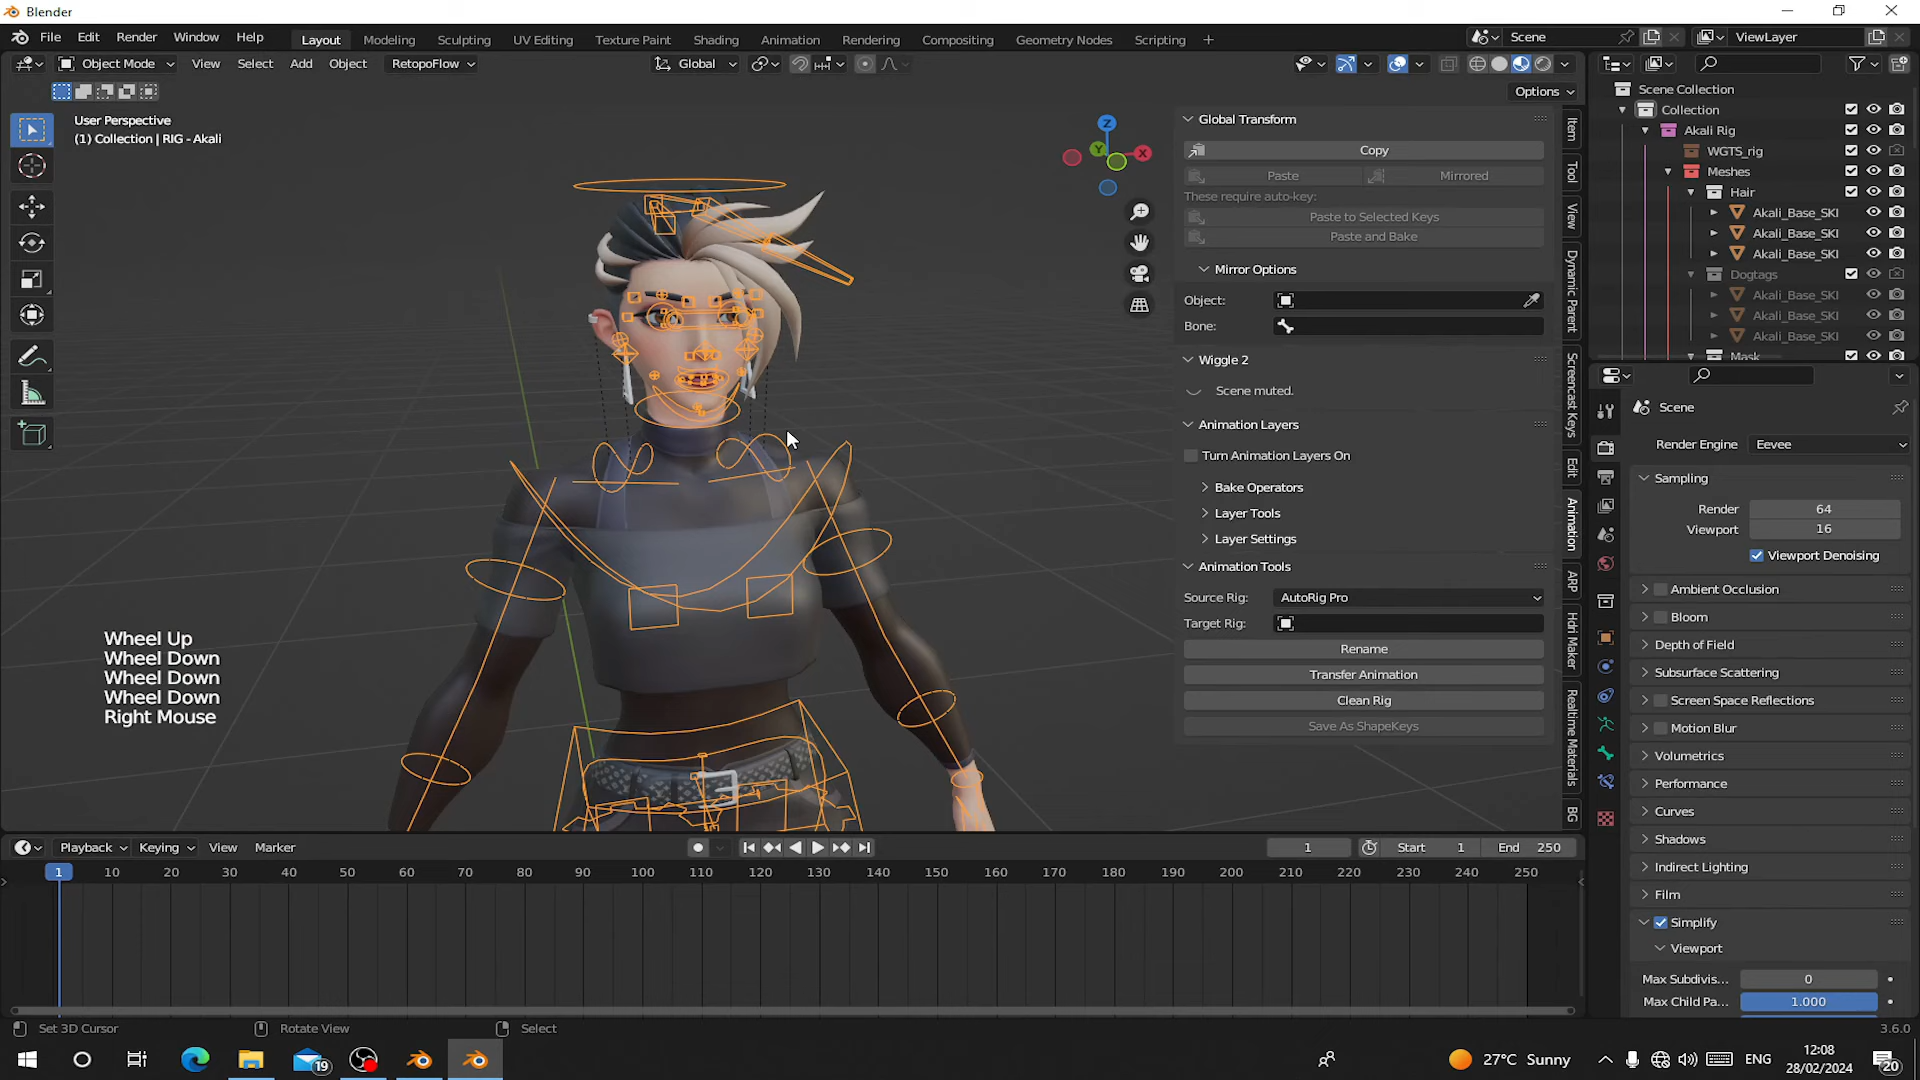 Blender
File Edit Render Window Help
Layout Modeling Sculpting UV Editing Texture Paint Shading Animation Rendering Compositing Geometry Nodes Scripting +
Scene
ViewLayer
Object Mode View Select Add Object RetopoFlow
Global
Options
User Perspective
(1) Collection | RIG - Akali
Z
Y
X
Global Transform
Copy
Paste Mirrored
These require auto-key:
Paste to Selected Keys
Paste and Bake
Mirror Options
Object:
Bone:
Wiggle 2
Scene muted.
Animation Layers
Turn Animation Layers On
Bake Operators
Layer Tools
Layer Settings
Animation Tools
Source Rig: AutoRig Pro
Target Rig:
Rename
Transfer Animation
Clean Rig
Save As ShapeKeys
Item
Tool
View
Dynamic Parent
Screencast Keys
Edit
Animation
ARP
Hdri Maker
Realtime Materials
BG
Scene Collection
Collection
Akali Rig
WGTS_rig
Meshes
Hair
Akali_Base_SKI
Akali_Base_SKI
Akali_Base_SKI
Dogtags
Akali_Base_SKI
Akali_Base_SKI
Akali_Base_SKI
Mask
Scene
Render Engine Eevee
Sampling
Render 64
Viewport 16
Viewport Denoising
Ambient Occlusion
Bloom
Depth of Field
Subsurface Scattering
Screen Space Reflections
Motion Blur
Volumetrics
Performance
Curves
Shadows
Indirect Lighting
Film
Simplify
Viewport
Max Subdivis... 0
Max Child Pa... 1.000
Wheel Up
Wheel Down
Wheel Down
Wheel Down
Right Mouse
Playback Keying View Marker
1 Start 1 End 250
1 10 20 30 40 50 60 70 80 90 100 110 120 130 140 150 160 170 180 190 200 210 220 230 240 250
Set 3D Cursor Rotate View Select
3.6.0
19
27°C Sunny
ENG
12:08
28/02/2024
20